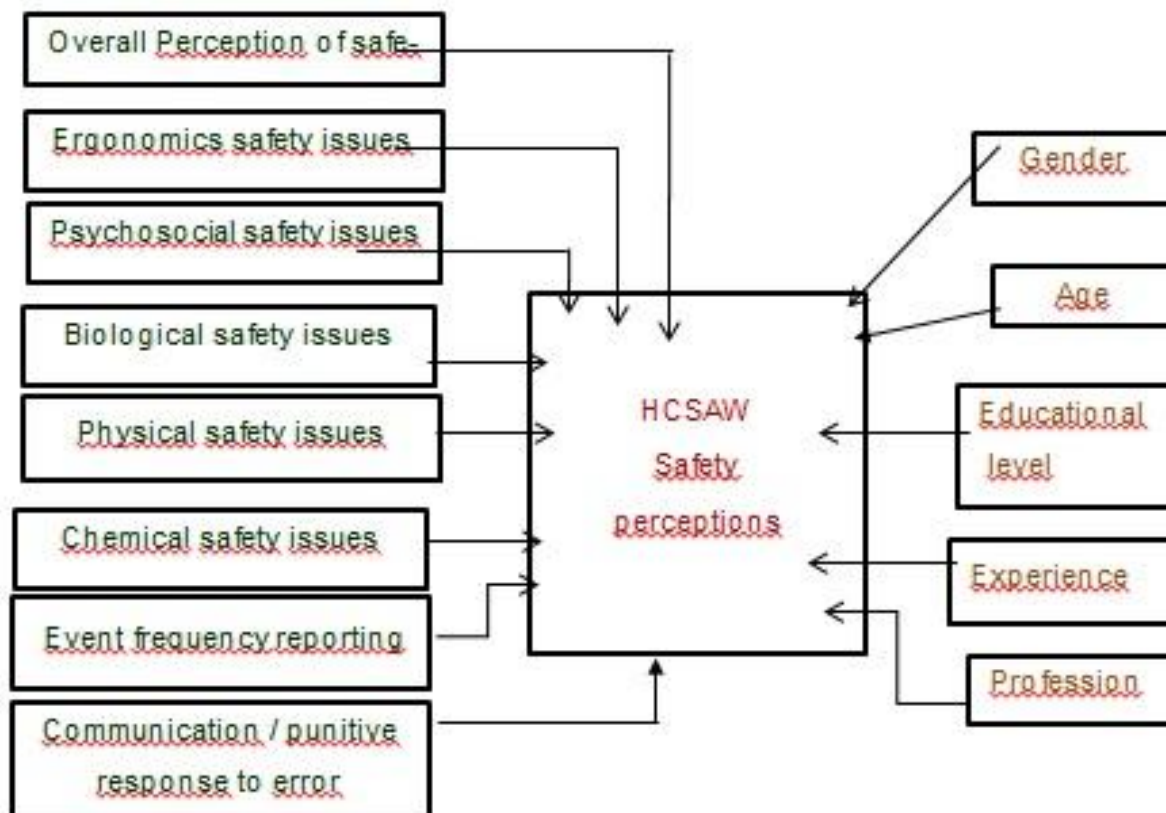 Overall Perception of safe-
Ergonomics safety issues
Psychosocial safety issues
Biological safety issues
Physical safety issues
Chemical safety issues
Event frequency reporting
Communication / punitive
response to error
HCSAW
Safety
perceptions
Gender
Age
Educational
level
Experience
Profession